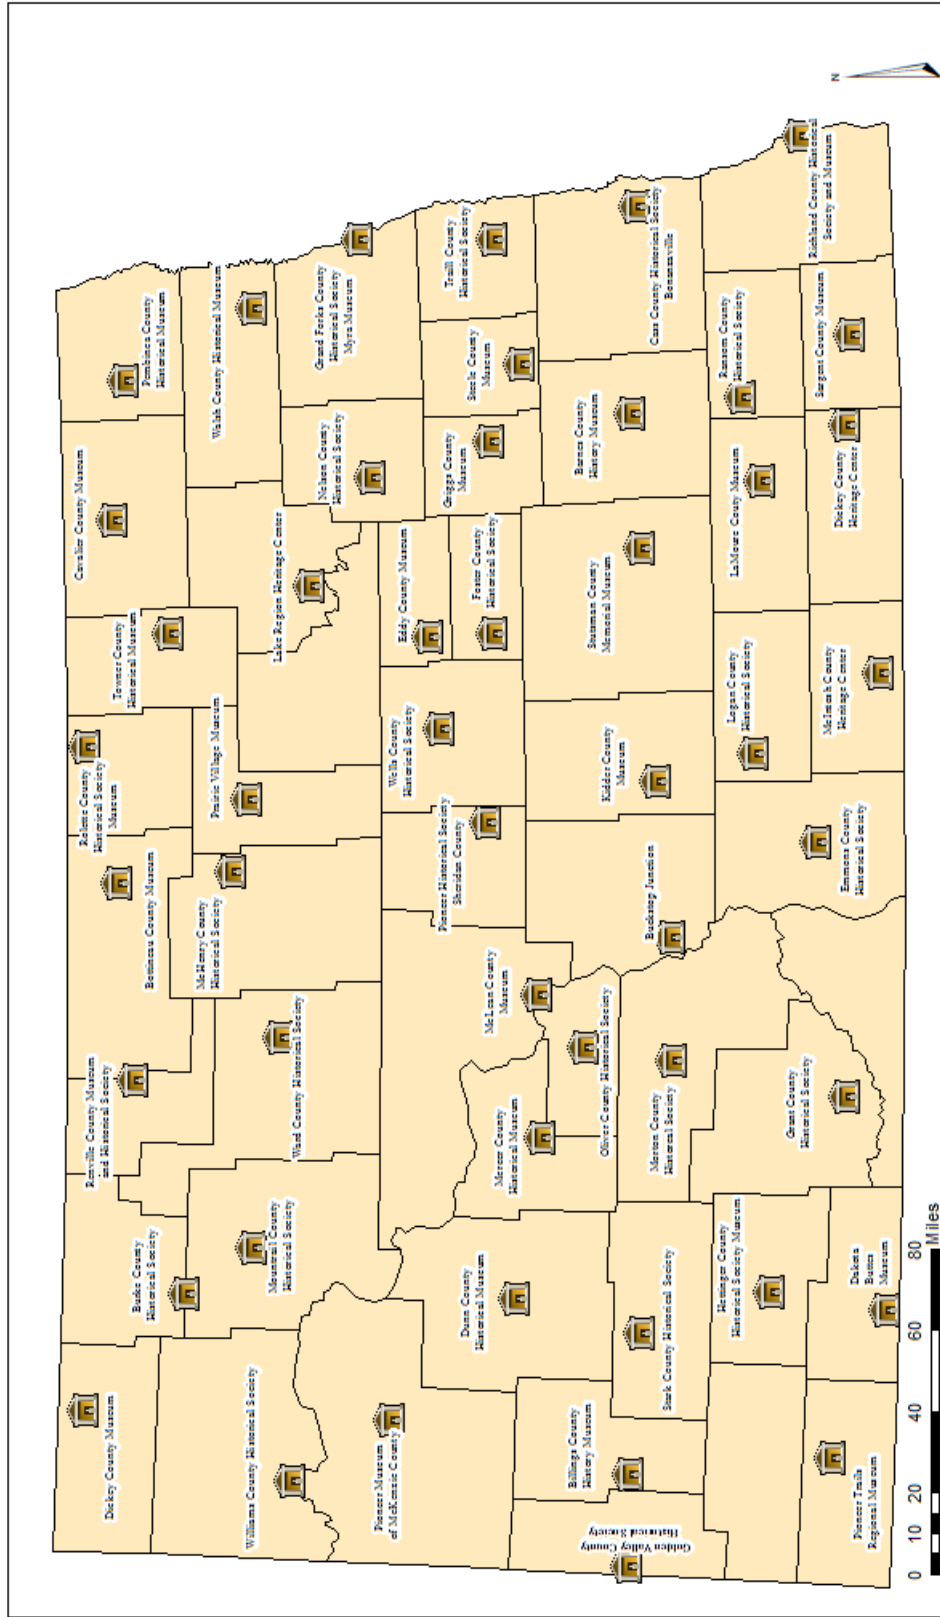 Dickey County Museum
Burke County
Historical Society
Renville County Museum
and Historical Society
Bottineau County Museum
Rolette County
Historical Society
Museum
Towner County
Historical Museum
Cavalier County Museum
Pembina County
Historical Museum
Williams County Historical Society
Mountrail County
Historical Society
Ward County Historical Society
McHenry County
Historical Society
Prairie Village Museum
Lake Region Heritage Center
Walsh County Historical Museum
Pioneer Museum
of McKenzie County
Nelson County
Historical Society
Grand Forks County
Historical Society
Myra Museum
Dunn County
Historical Museum
Mercer County
Historical Museum
McLean County
Museum
Pioneer Historical Society
Sheridan County
Wells County
Historical Society
Eddy County Museum
Foster County
Historical Society
Griggs County
Museum
Steele County
Museum
Traill County
Historical Society
Golden Valley County
Historical Society
Billings County
History Museum
Stark County Historical Society
Oliver County Historical Society
Morton County
Historical Society
Buckstop Junction
Kidder County
Museum
Stutsman County
Memorial Museum
Barnes County
History Museum
Cass County Historical Society
Bonanzaville
Hettinger County
Historical Society Museum
Grant County
Historical Society
Emmons County
Historical Society
Logan County
Historical Society
LaMoure County Museum
Ransom County
Historical Society
Richland County Historical
Society and Museum
Pioneer Trails
Regional Museum
Dakota
Buttes
Museum
McIntosh County
Heritage Center
Dickey County
Heritage Center
Sargent County Museum
N
0 10 20 40 60 80
Miles